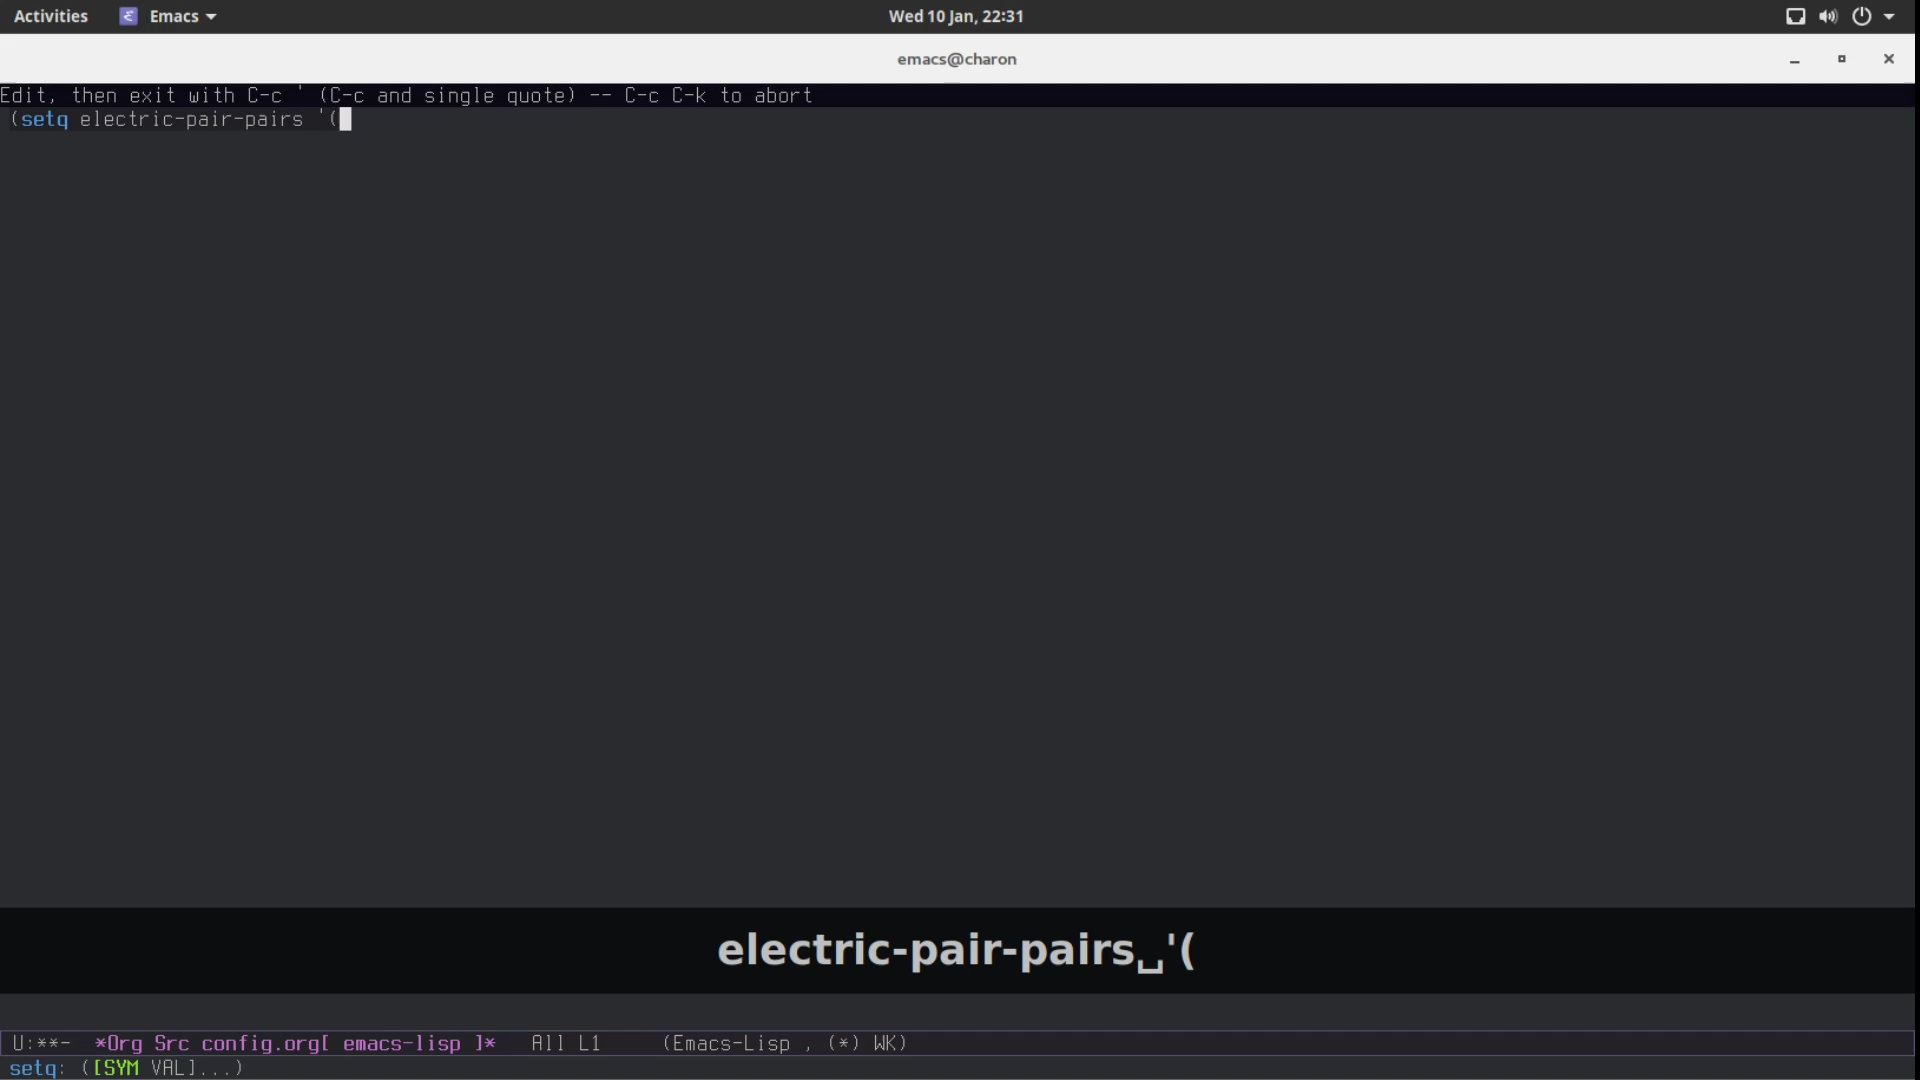 Activities Emacs Wed 10 Jan, 22:31
emacs@charon
Edit, then exit with C-c ' (C-c and single quote) -- C-c C-k to abort
(setq electric-pair-pairs '(
electric-pair-pairs␣'(
U:**- *Org Src config.org[ emacs-lisp ]* All L1 (Emacs-Lisp , (*) WK)
setq: ([SYM VAL]...)